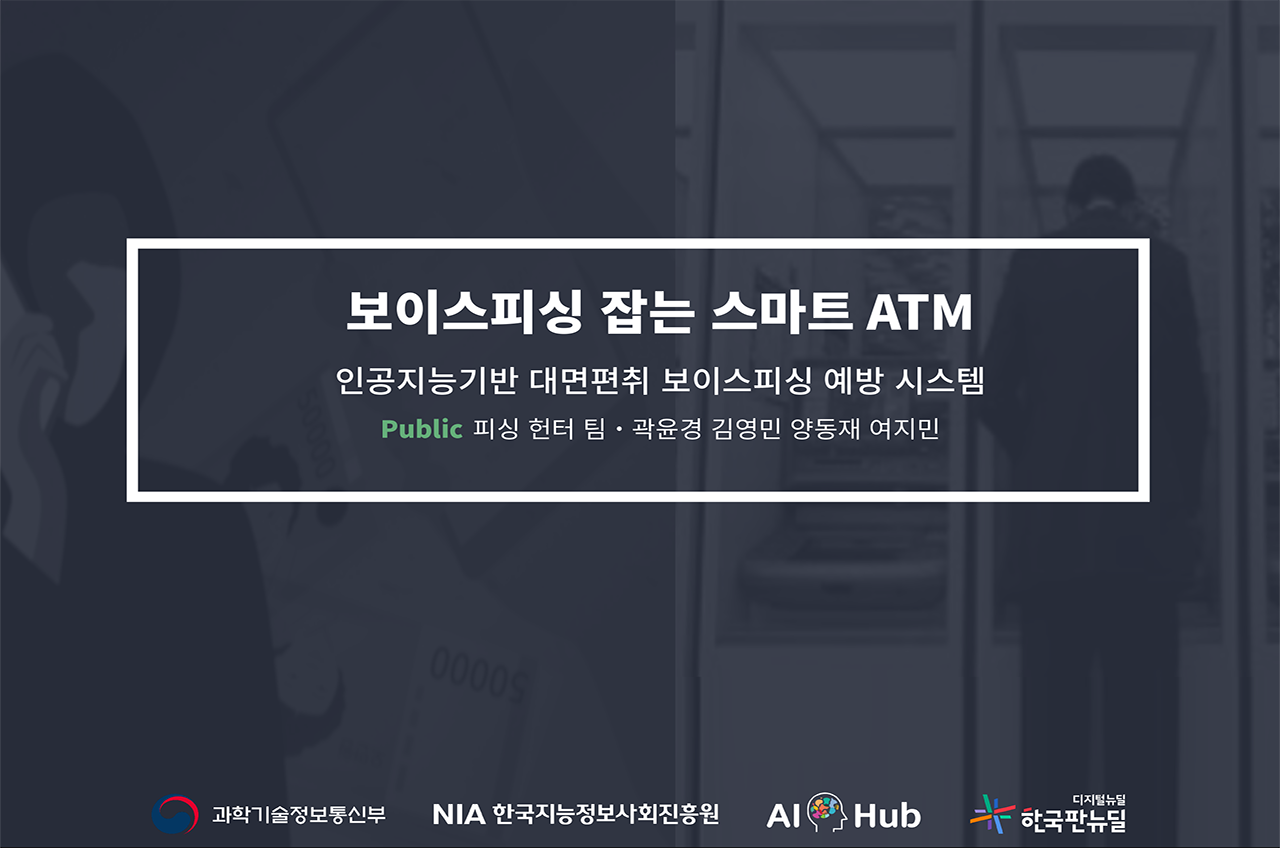 보이스피싱 잡는 스마트 ATM
인공지능기반 대면편취 보이스피싱 예방 시스템
Public 피싱 헌터 팀 · 곽윤경 김영민 양동재 여지민
50000
과학기술정보통신부
NIA 한국지능정보사회진흥원
AI Hub
디지털뉴딜
한국판뉴딜